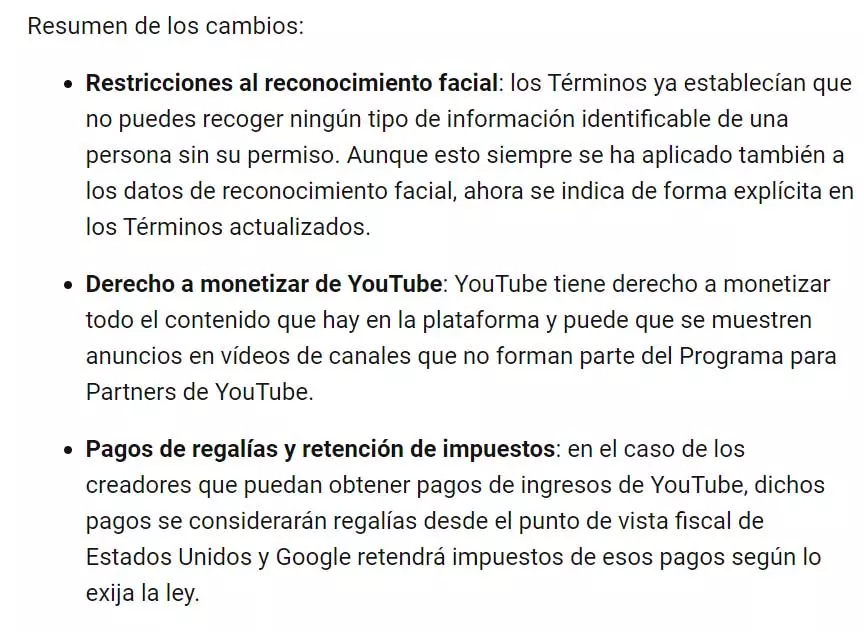 Resumen de los cambios:
• Restricciones al reconocimiento facial: los Términos ya establecían que
no puedes recoger ningún tipo de información identificable de una
persona sin su permiso. Aunque esto siempre se ha aplicado también a
los datos de reconocimiento facial, ahora se indica de forma explícita en
los Términos actualizados.
• Derecho a monetizar de YouTube: YouTube tiene derecho a monetizar
todo el contenido que hay en la plataforma y puede que se muestren
anuncios en vídeos de canales que no forman parte del Programa para
Partners de YouTube.
• Pagos de regalías y retención de impuestos: en el caso de los
creadores que puedan obtener pagos de ingresos de YouTube, dichos
pagos se considerarán regalías desde el punto de vista fiscal de
Estados Unidos y Google retendrá impuestos de esos pagos según lo
exija la ley.